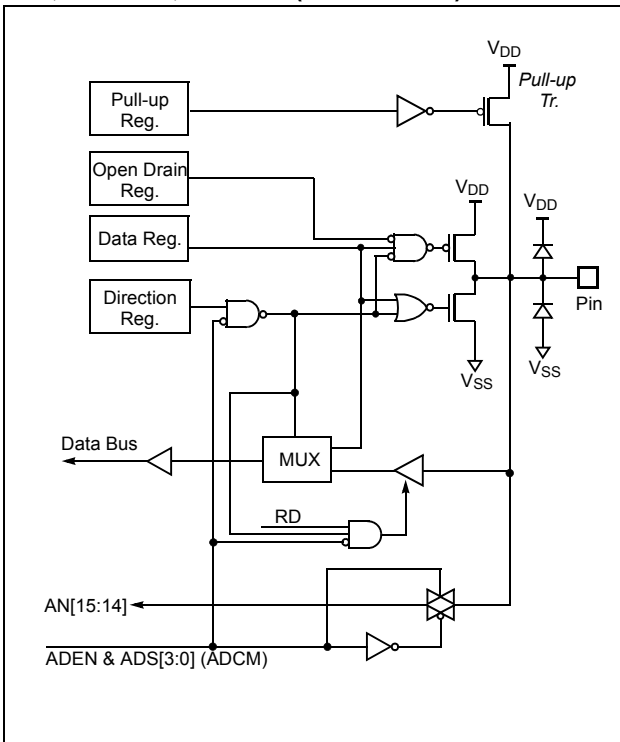 VDD
Pull-up
Tr.
Pull-up
Reg.
Open Drain
Reg.
VDD
VDD
Data Reg.
Direction
Reg.
Pin
VSS
VSS
Data Bus
MUX
RD
AN[15:14]
ADEN & ADS[3:0] (ADCM)